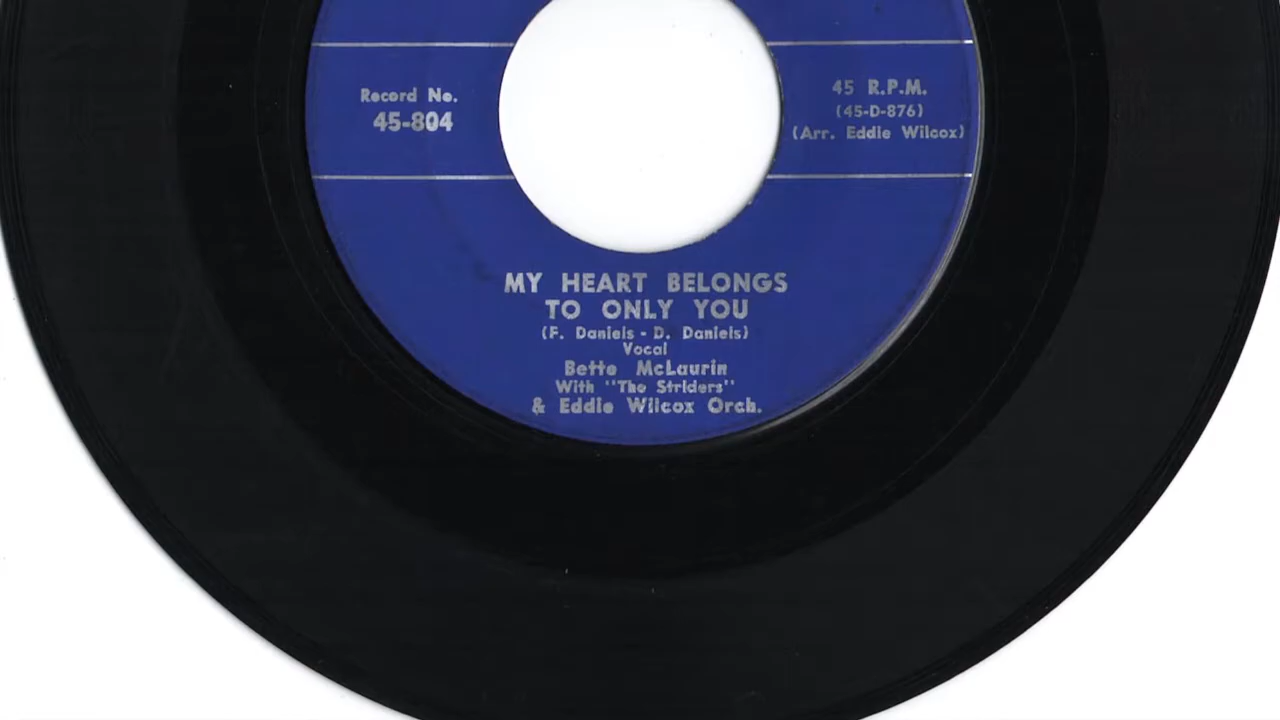 Record No.
45-804
45 R.P.M.
(45-D-876)
(Arr. Eddie Wilcox)
MY HEART BELONGS
TO ONLY YOU
(F. Daniels - D. Daniels)
Vocal
Bette McLaurin
With "The Striders"
& Eddie Wilcox Orch.